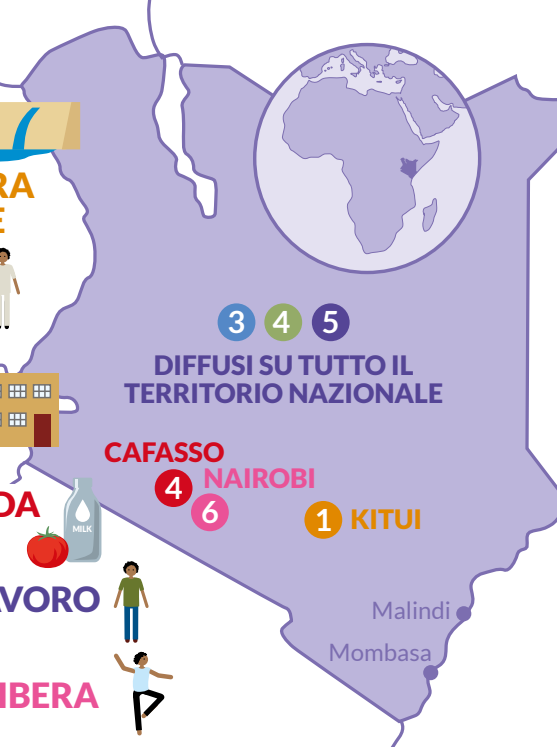 RA
E
3 4 5
DIFFUSI SU TUTTO IL
TERRITORIO NAZIONALE
CAFASSO
4
NAIROBI
6
1 KITUI
DA
MILK
AVORO
Malindi
Mombasa
IBERA